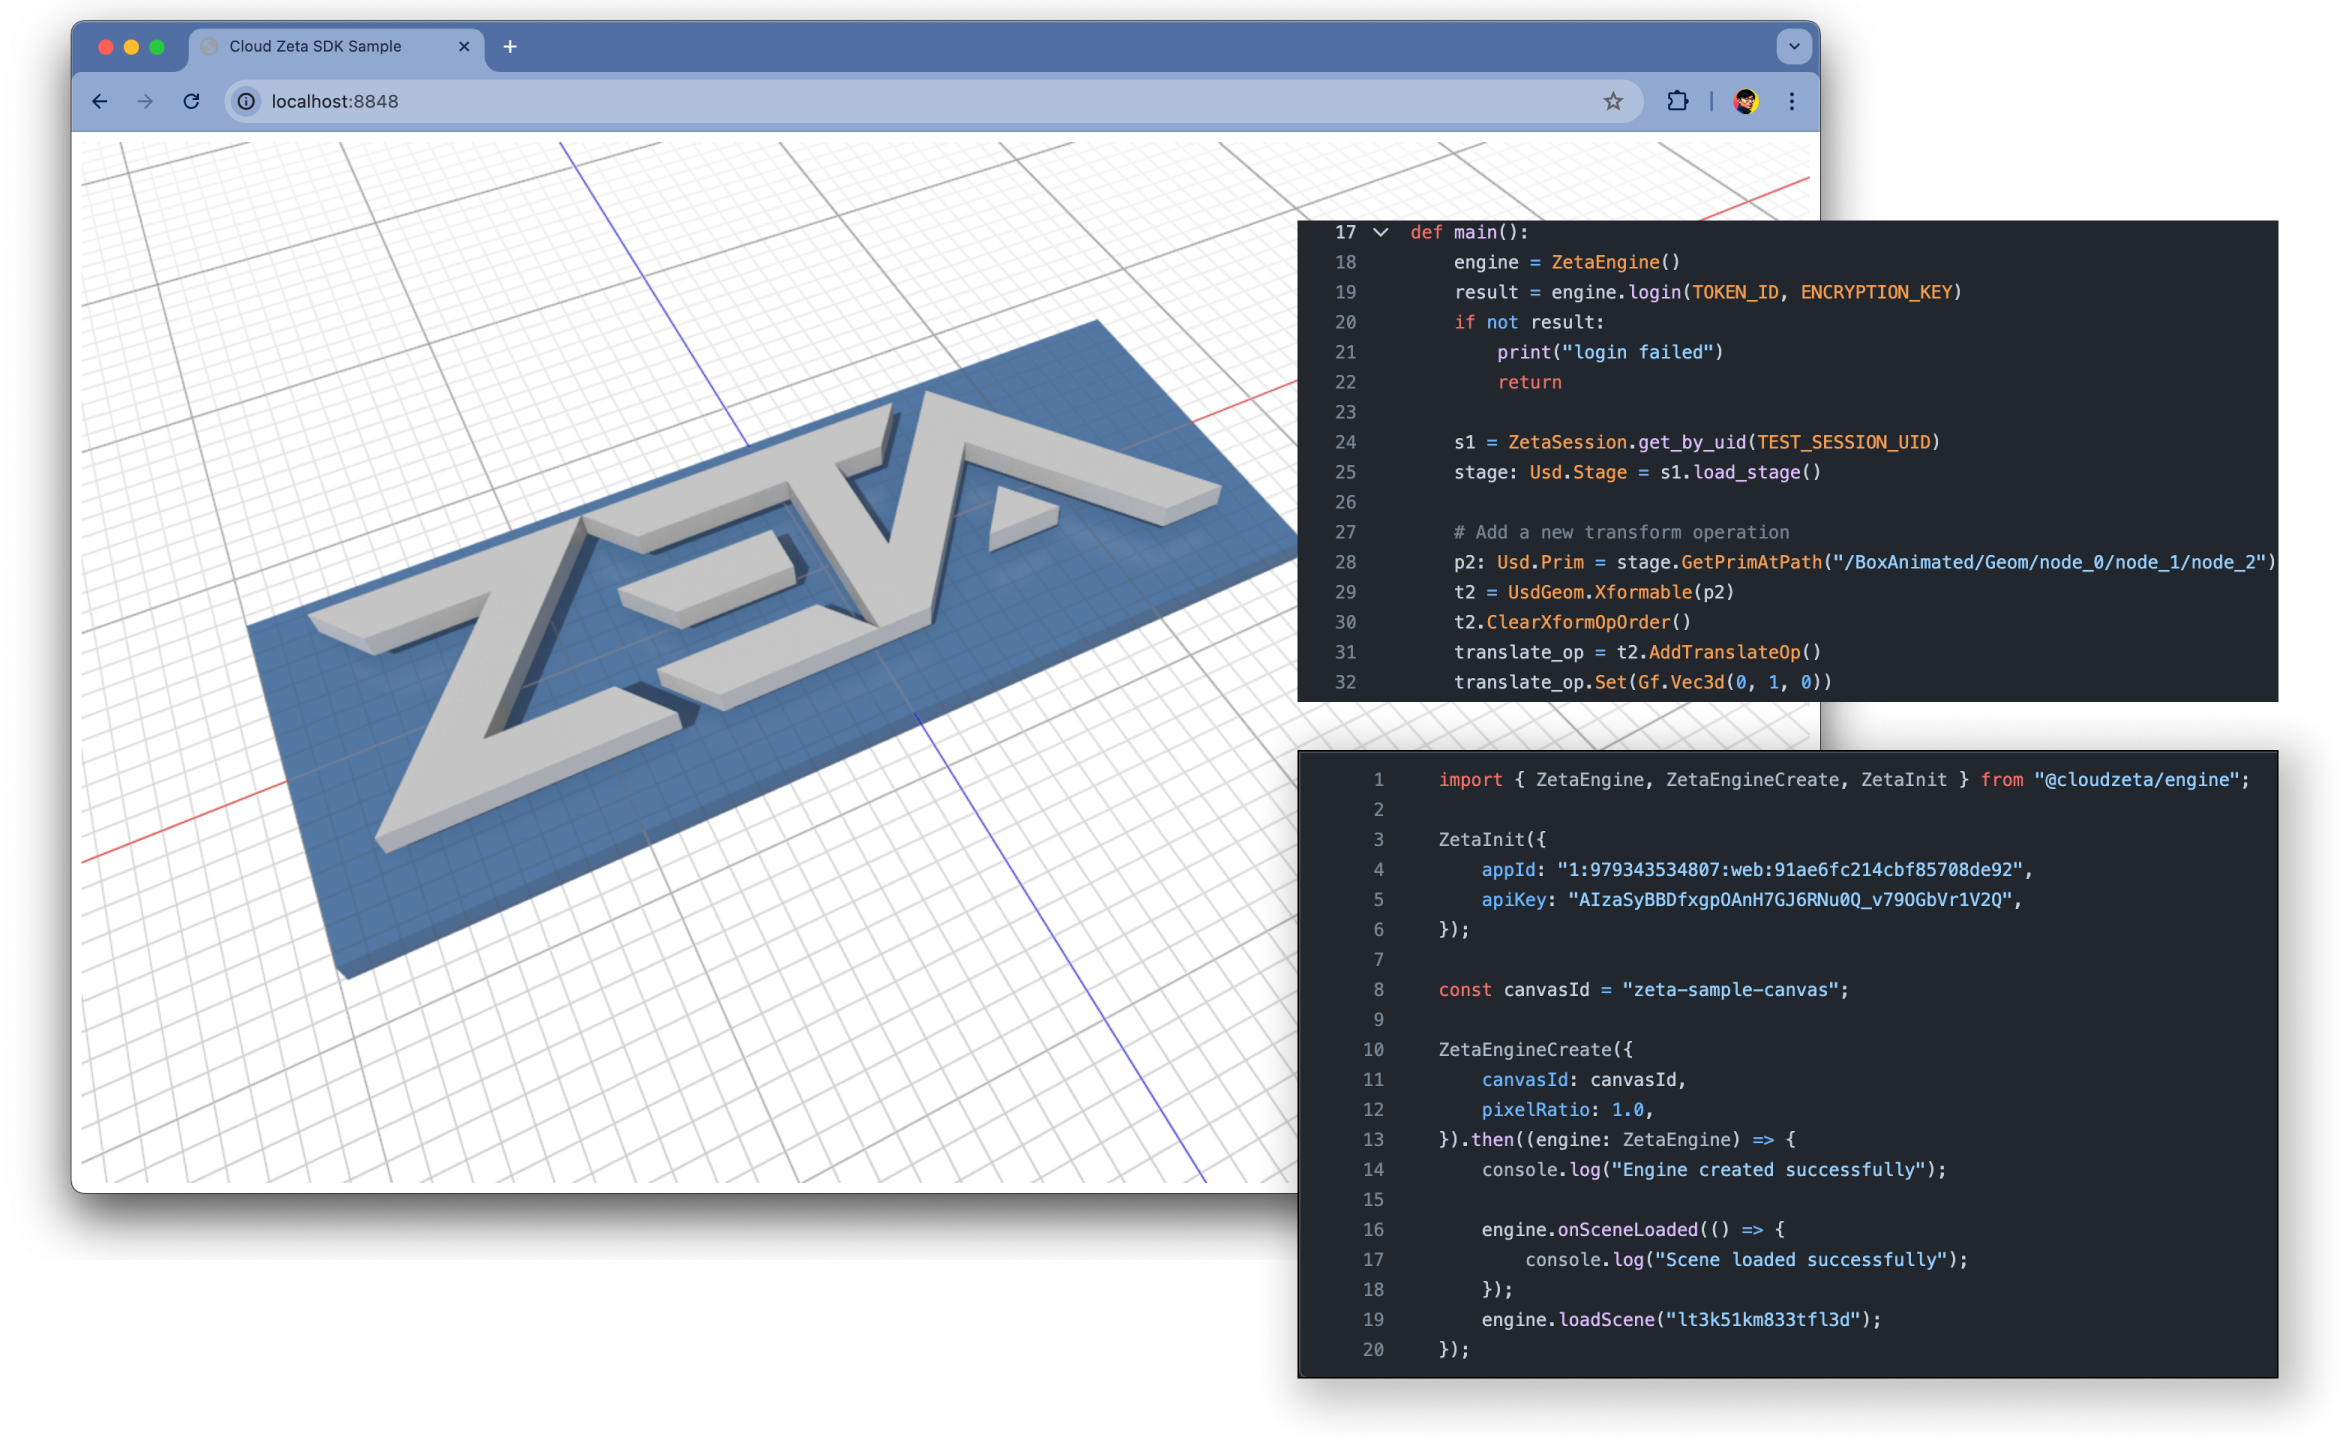 Cloud Zeta SDK Sample
localhost:8848
ZETA
17 def main():
18 engine = ZetaEngine()
19 result = engine.login(TOKEN_ID, ENCRYPTION_KEY)
20 if not result:
21 print("login failed")
22 return
23
24 s1 = ZetaSession.get_by_uid(TEST_SESSION_UID)
25 stage: Usd.Stage = s1.load_stage()
26
27 # Add a new transform operation
28 p2: Usd.Prim = stage.GetPrimAtPath("/BoxAnimated/Geom/node_0/node_1/node_2")
29 t2 = UsdGeom.Xformable(p2)
30 t2.ClearXformOpOrder()
31 translate_op = t2.AddTranslateOp()
32 translate_op.Set(Gf.Vec3d(0, 1, 0))
1 import { ZetaEngine, ZetaEngineCreate, ZetaInit } from "@cloudzeta/engine";
2
3 ZetaInit({
4 appId: "1:979343534807:web:91ae6fc214cbf85708de92",
5 apiKey: "AIzaSyBBDfxgpOAnH7GJ6RNu0Q_v79OGbVr1V2Q",
6 });
7
8 const canvasId = "zeta-sample-canvas";
9
10 ZetaEngineCreate({
11 canvasId: canvasId,
12 pixelRatio: 1.0,
13 }).then((engine: ZetaEngine) => {
14 console.log("Engine created successfully");
15
16 engine.onSceneLoaded(() => {
17 console.log("Scene loaded successfully");
18 });
19 engine.loadScene("lt3k51km833tfl3d");
20 });